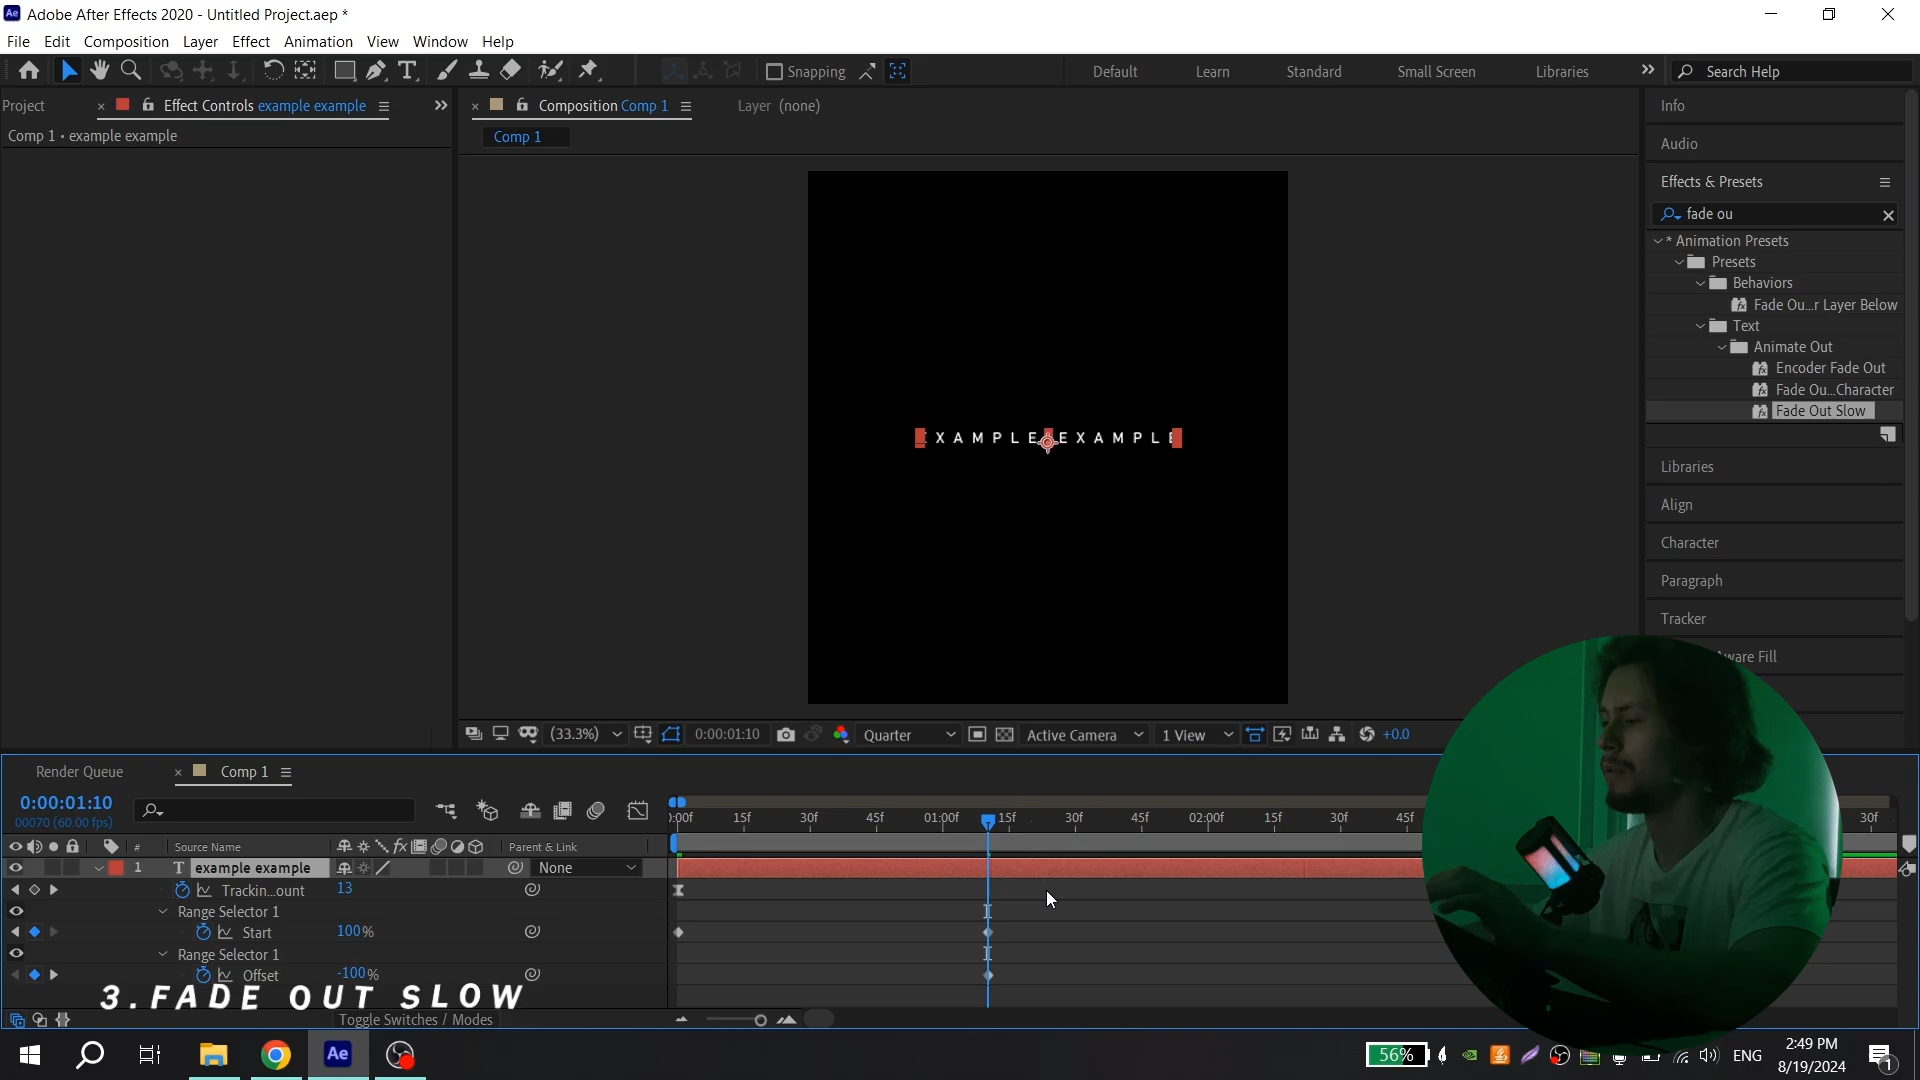 Ae Adobe After Effects 2020 - Untitled Project.aep *
File Edit Composition Layer Effect Animation View Window Help
Snapping Default Learn Standard Small Screen Libraries Search Help
Project Effect Controls example example
Comp 1 • example example
Composition Comp 1 Layer (none)
Comp 1
XAMPLE EXAMPLE
(33.3%) 0:00:01:10 Quarter Active Camera 1 View +0.0
Info
Audio
Effects & Presets
fade ou
* Animation Presets
Presets
Behaviors
Fade Ou...r Layer Below
Text
Animate Out
Encoder Fade Out
Fade Ou...Character
Fade Out Slow
Libraries
Align
Character
Paragraph
Tracker
ware Fill
Render Queue Comp 1
0:00:01:10
00070 (60.00 fps)
):00f 15f 30f 45f 01:00f 15f 30f 45f 02:00f 15f 30f 45f 30f
# Source Name Parent & Link
1 T example example None
Trackin...ount 13
Range Selector 1
Start 100%
Range Selector 1
Offset -100%
3.FADE OUT SLOW
Toggle Switches / Modes
Ae 56% ENG 2:49 PM
8/19/2024 1